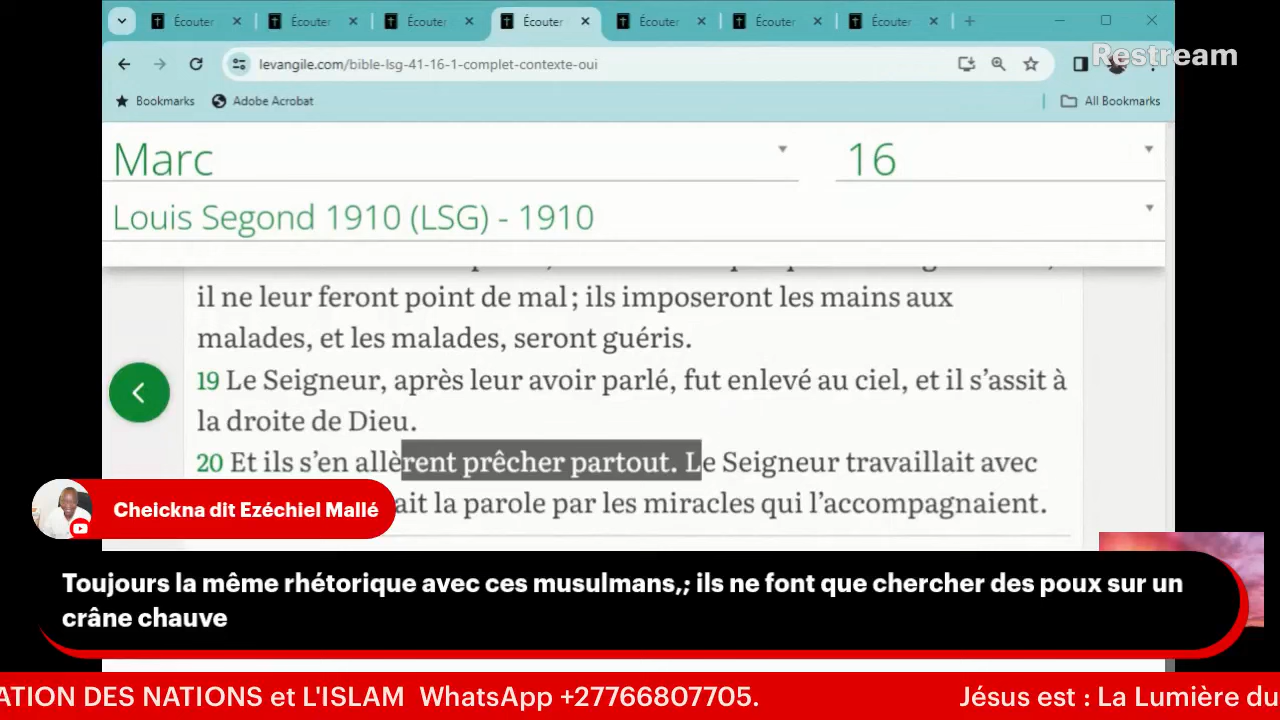 Écouter
Écouter
Écouter
Écouter
Écouter
Écouter
Écouter
levangile.com/bible-lsg-41-16-1-complet-contexte-oui
Restream
Bookmarks
Adobe Acrobat
All Bookmarks
Marc
16
Louis Segond 1910 (LSG) - 1910
il ne leur feront point de mal; ils imposeront les mains aux
malades, et les malades, seront guéris.
19 Le Seigneur, après leur avoir parlé, fut enlevé au ciel, et il s’assit à
la droite de Dieu.
20 Et ils s’en allèrent prêcher partout. Le Seigneur travaillait avec
ait la parole par les miracles qui l’accompagnaient.
Cheickna dit Ezéchiel Mallé
Toujours la même rhétorique avec ces musulmans,; ils ne font que chercher des poux sur un
crâne chauve
ATION DES NATIONS et L'ISLAM WhatsApp +27766807705. Jésus est : La Lumière du